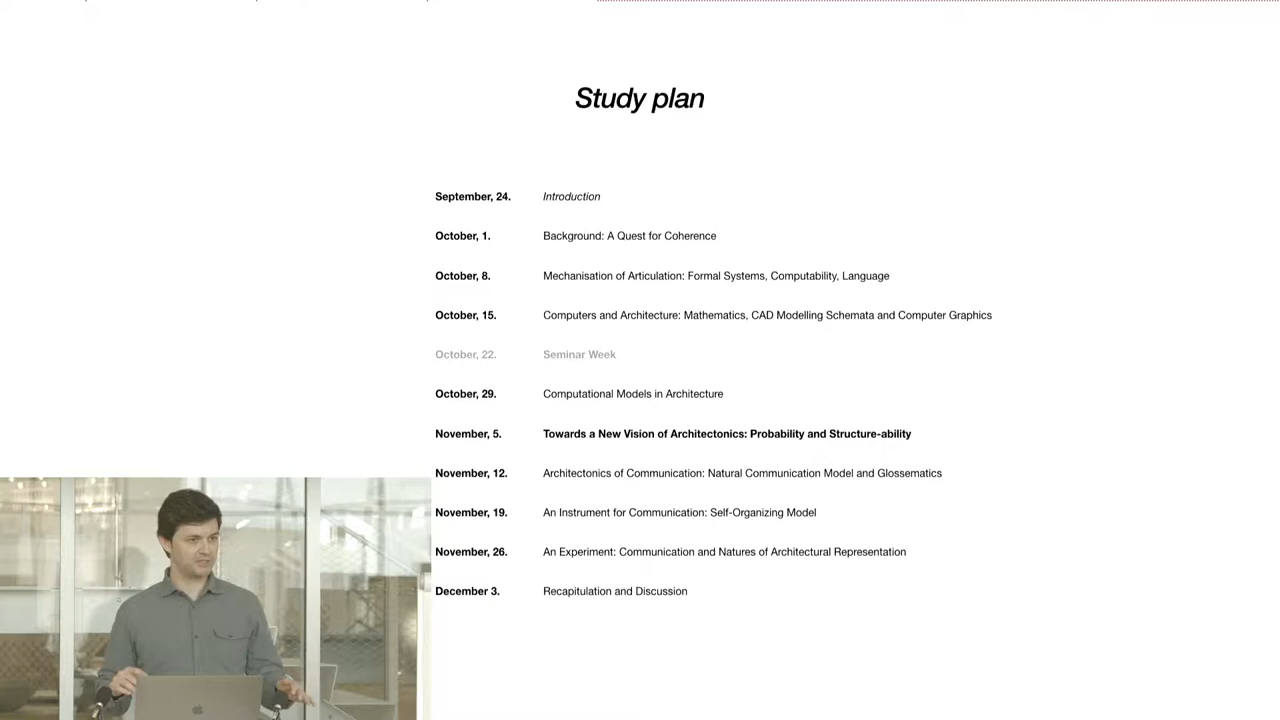 Study plan
September, 24. Introduction
October, 1. Background: A Quest for Coherence
October, 8. Mechanisation of Articulation: Formal Systems, Computability, Language
October, 15. Computers and Architecture: Mathematics, CAD Modelling Schemata and Computer Graphics
October, 22. Seminar Week
October, 29. Computational Models in Architecture
November, 5. Towards a New Vision of Architectonics: Probability and Structure-ability
November, 12. Architectonics of Communication: Natural Communication Model and Glossematics
November, 19. An Instrument for Communication: Self-Organizing Model
November, 26. An Experiment: Communication and Natures of Architectural Representation
December 3. Recapitulation and Discussion